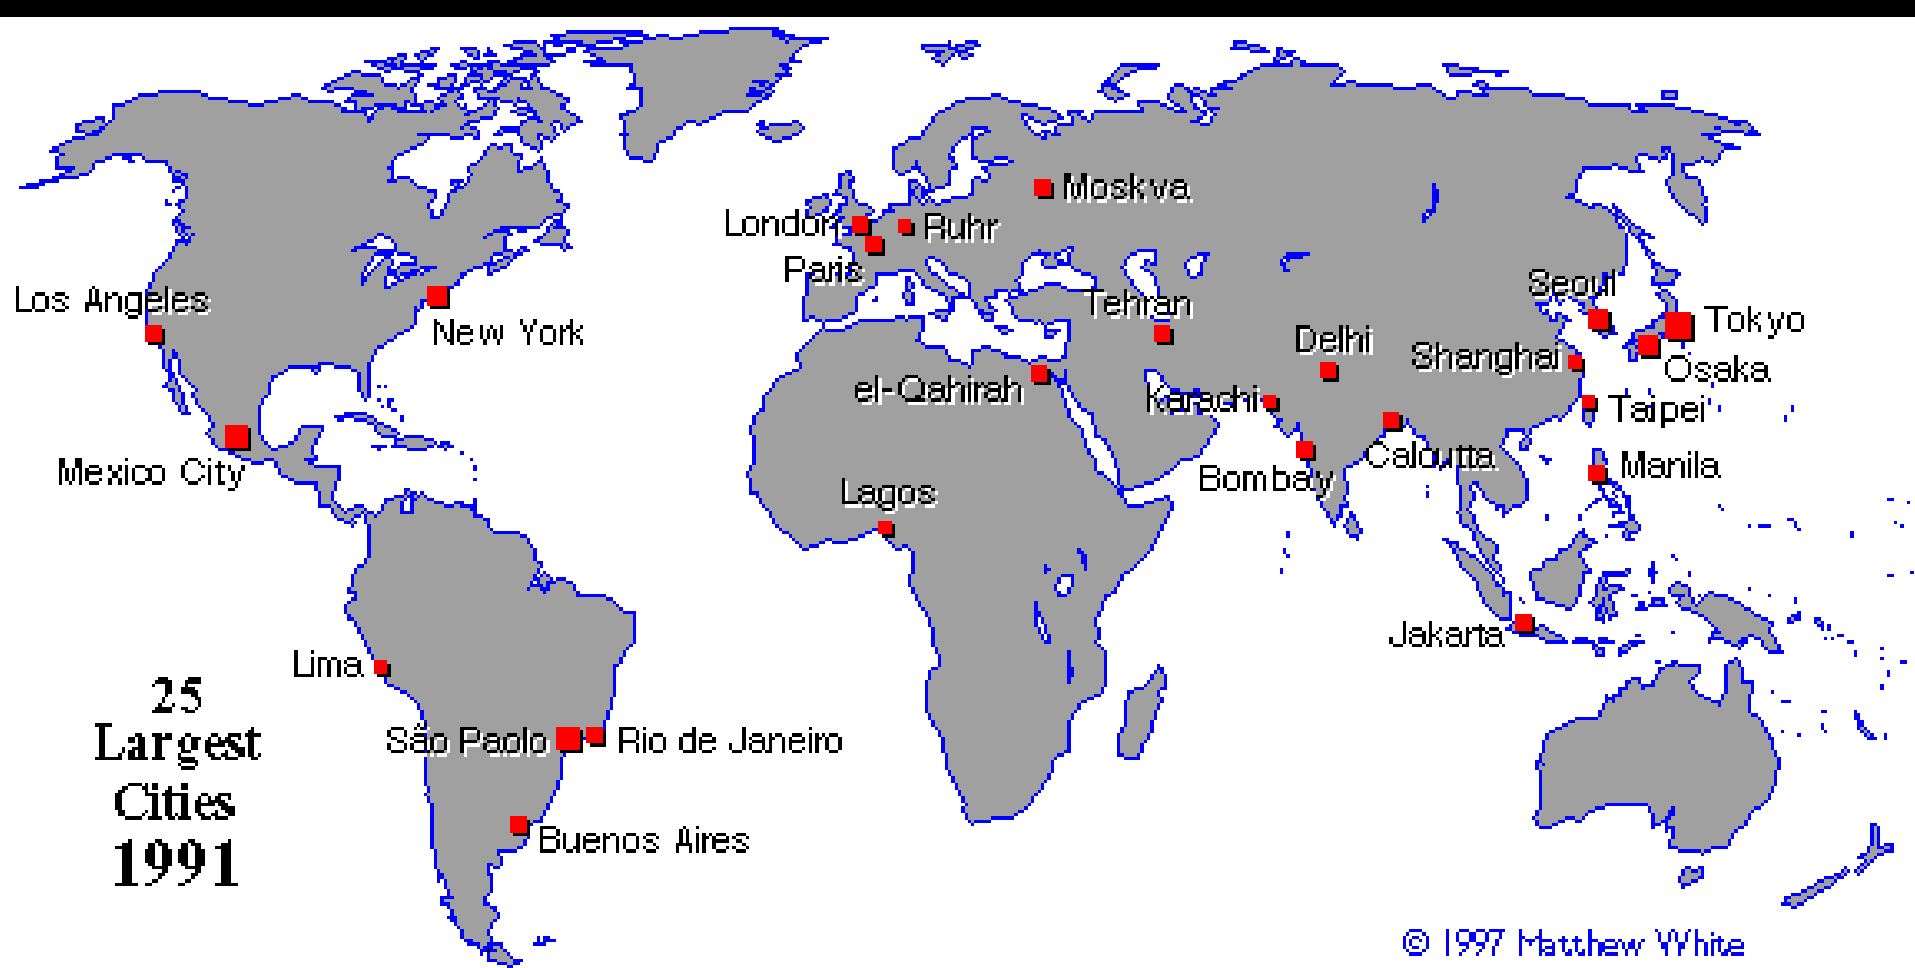 Moskva
London
Ruhr
Paris
Seoul
Los Angeles
Tehran
New York
Tokyo
Delhi
Shanghai
Osaka
el-Qahirah
Karachi
Taipei
Mexico City
Calcutta
Manila
Bombay
Lagos
Jakarta
Lima
São Paolo
Rio de Janeiro
Buenos Aires
25
Largest
Cities
1991
© 1997 Matthew White